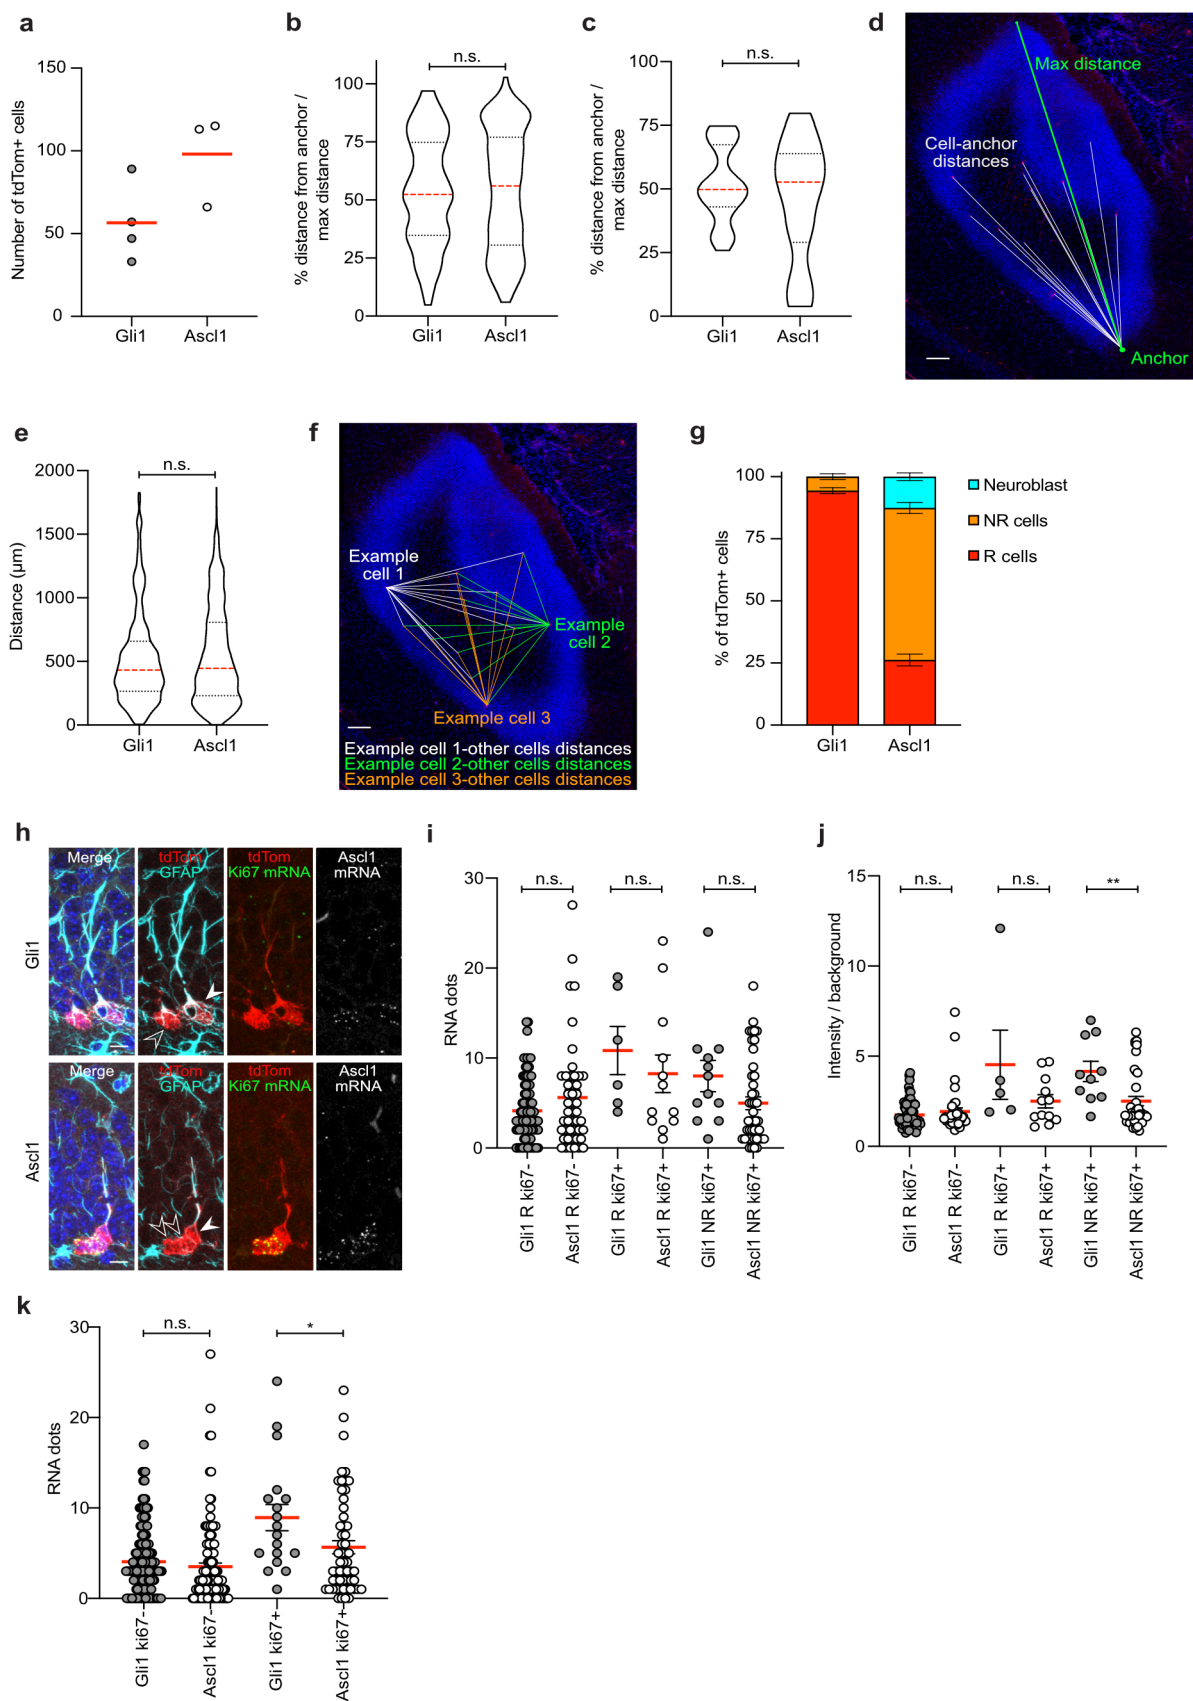 a
Number of tdTom+ cells
150
100
50
0
Gli1
Ascl1
b
n.s.
% distance from anchor /
max distance
100
75
50
25
0
Gli1
Ascl1
c
n.s.
% distance from anchor /
max distance
100
75
50
25
0
Gli1
Ascl1
d
Max distance
Cell-anchor
distances
Anchor
e
n.s.
Distance (µm)
2000
1500
1000
500
0
Gli1
Ascl1
f
Example
cell 1
Example
cell 2
Example cell 3
Example cell 1-other cells distances
Example cell 2-other cells distances
Example cell 3-other cells distances
g
% of tdTom+ cells
100
75
50
25
0
Gli1
Ascl1
Neuroblast
NR cells
R cells
h
Gli1
Merge
tdTom
GFAP
tdTom
Ki67 mRNA
Ascl1
mRNA
Ascl1
Merge
tdTom
GFAP
tdTom
Ki67 mRNA
Ascl1
mRNA
i
n.s.
n.s.
n.s.
RNA dots
30
20
10
0
Gli1 R ki67-
Ascl1 R ki67-
Gli1 R ki67+
Ascl1 R ki67+
Gli1 NR ki67+
Ascl1 NR ki67+
j
n.s.
n.s.
**
Intensity / background
15
10
5
0
Gli1 R ki67-
Ascl1 R ki67-
Gli1 R ki67+
Ascl1 R ki67+
Gli1 NR ki67+
Ascl1 NR ki67+
k
n.s.
*
RNA dots
30
20
10
0
Gli1 ki67-
Ascl1 ki67-
Gli1 ki67+
Ascl1 ki67+